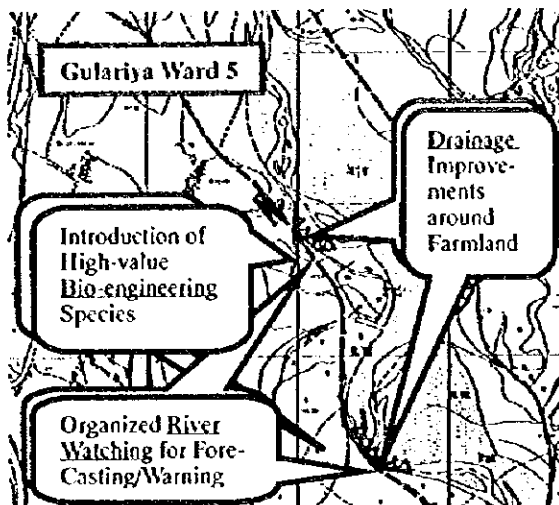 Gulariya Ward 5
Drainage
Improve-
ments
around
Farmland
Introduction of
High-value
Bio-engineering
Species
Organized River
Watching for Fore-
Casting/Warning